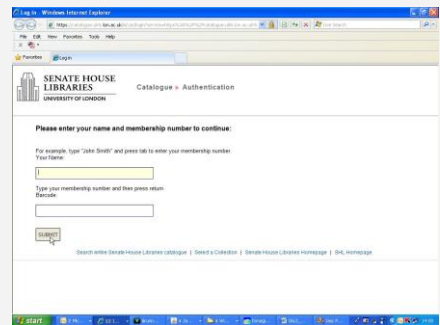 Log in - Windows Internet Explorer
File Edit View Favorites Tools Help
Favorites Log in
SENATE HOUSE
LIBRARIES
UNIVERSITY OF LONDON
Catalogue » Authentication
Please enter your name and membership number to continue:
For example, type "John Smith" and press tab to enter your membership number.
Your Name:
Type your membership number and then press return.
Barcode:
SUBMIT
Search entire Senate House Libraries catalogue | Select a Collection | Senate House Libraries Homepage | SHL Homepage
start